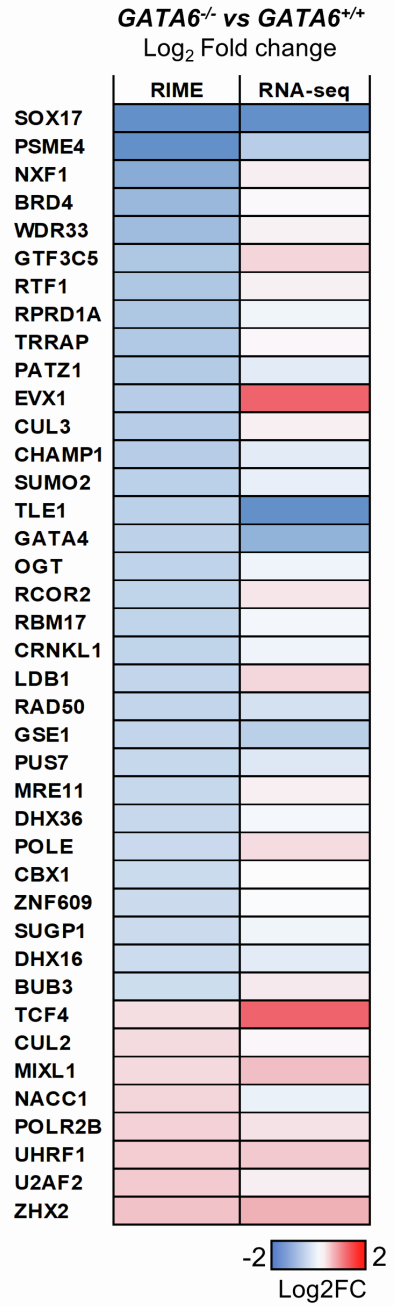 GATA6-/- vs GATA6+/+
Log2 Fold change
RIME RNA-seq
SOX17
PSME4
NXF1
BRD4
WDR33
GTF3C5
RTF1
RPRD1A
TRRAP
PATZ1
EVX1
CUL3
CHAMP1
SUMO2
TLE1
GATA4
OGT
RCOR2
RBM17
CRNKL1
LDB1
RAD50
GSE1
PUS7
MRE11
DHX36
POLE
CBX1
ZNF609
SUGP1
DHX16
BUB3
TCF4
CUL2
MIXL1
NACC1
POLR2B
UHRF1
U2AF2
ZHX2
-2 2
Log2FC